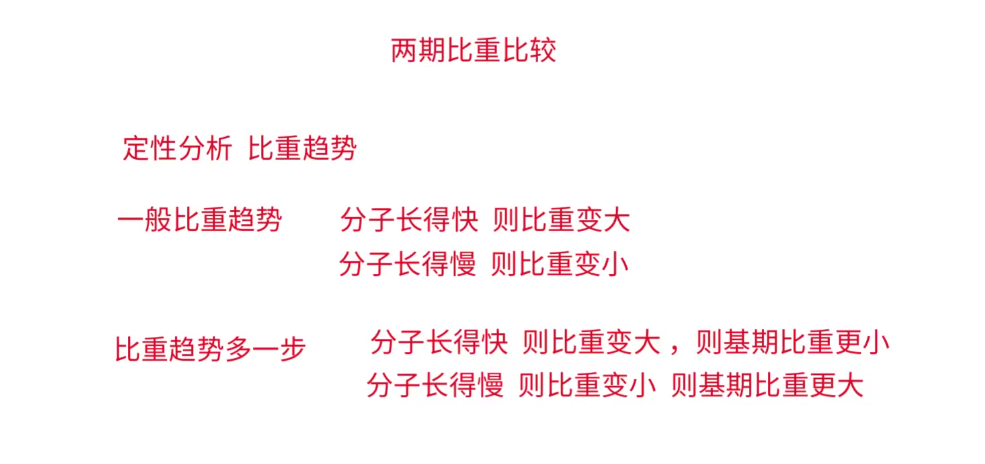 两期比重比较
定性分析 比重趋势
一般比重趋势 分子长得快 则比重变大
分子长得慢 则比重变小
比重趋势多一步 分子长得快 则比重变大，则基期比重更小
分子长得慢 则比重变小 则基期比重更大